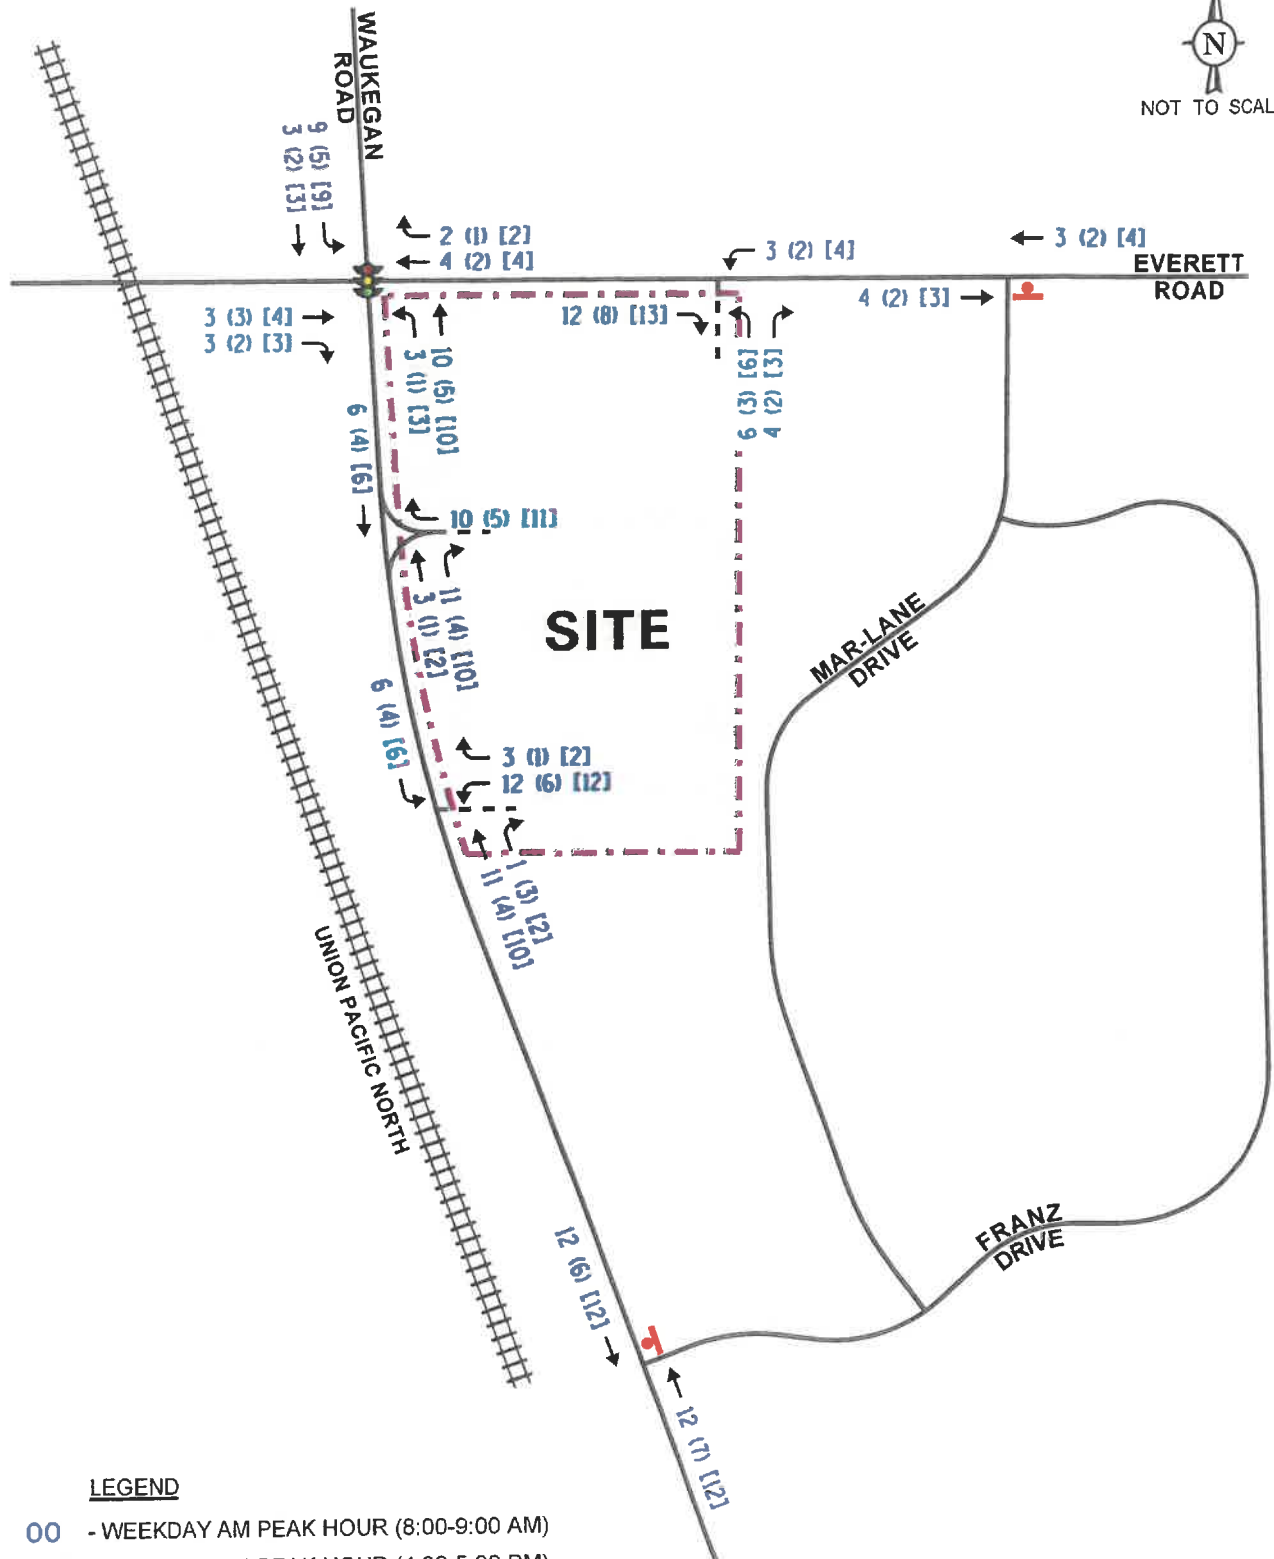 N
NOT TO SCAL
WAUKEGAN
ROAD
9 (5) [9]
3 (2) [3]
2 (1) [2]
4 (2) [4]
3 (2) [4]
3 (2) [4]
EVERETT
ROAD
4 (2) [3]
3 (3) [4]
3 (2) [3]
12 (8) [13]
10 (5) [10]
3 (1) [3]
6 (3) [6]
4 (2) [3]
6 (4) [6]
10 (5) [11]
11 (4) [10]
3 (1) [2]
SITE
MAR-LANE
DRIVE
6 (4) [6]
3 (1) [2]
12 (6) [12]
1 (3) [2]
11 (4) [10]
UNION PACIFIC NORTH
FRANZ
DRIVE
12 (6) [12]
12 (7) [12]
LEGEND
00 - WEEKDAY AM PEAK HOUR (8:00-9:00 AM)